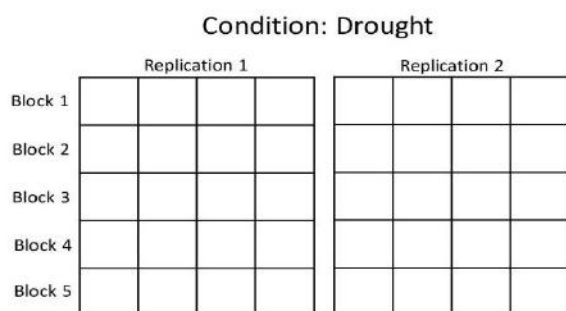 Condition: Drought
Replication 1
Replication 2
Block 1
Block 2
Block 3
Block 4
Block 5